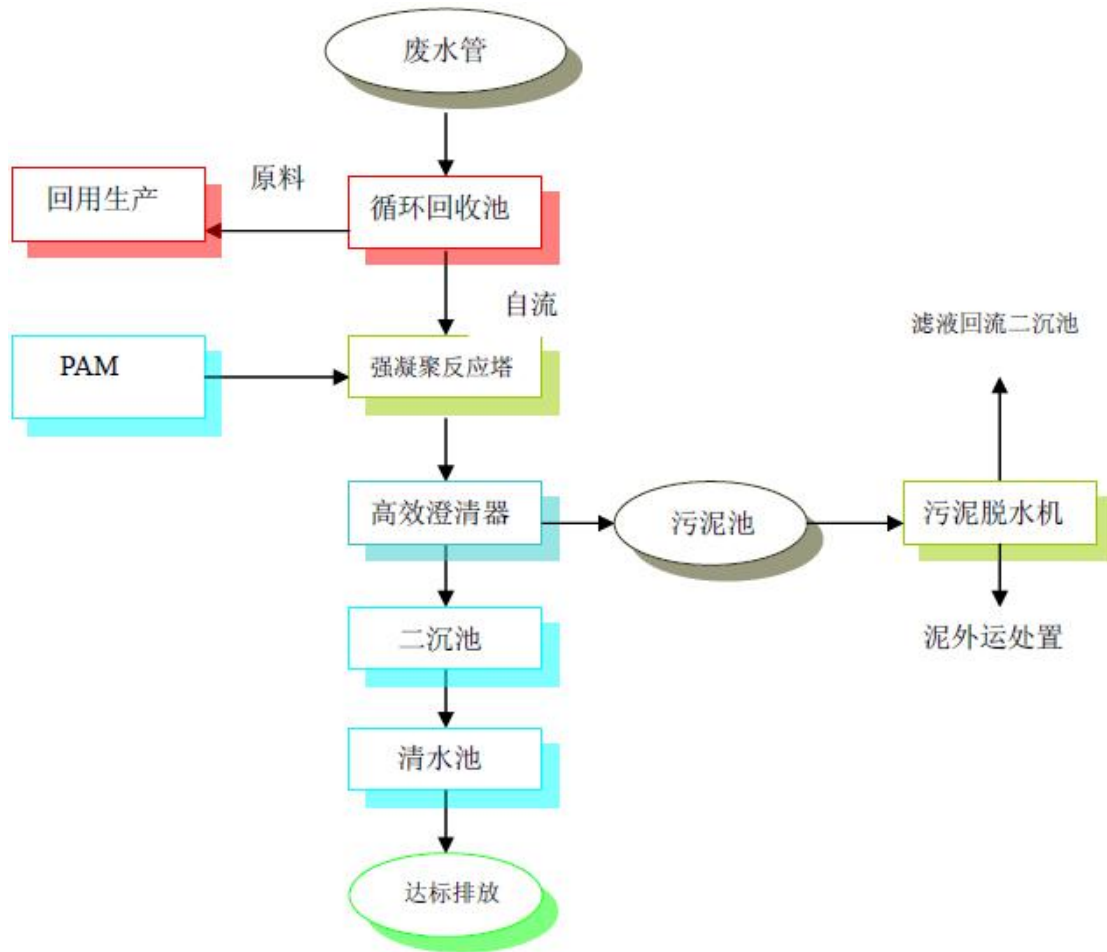 废水管
原料
回用生产
循环回收池
自流
滤液回流二沉池
PAM
强凝聚反应塔
高效澄清器
污泥池
污泥脱水机
二沉池
泥外运处置
清水池
达标排放